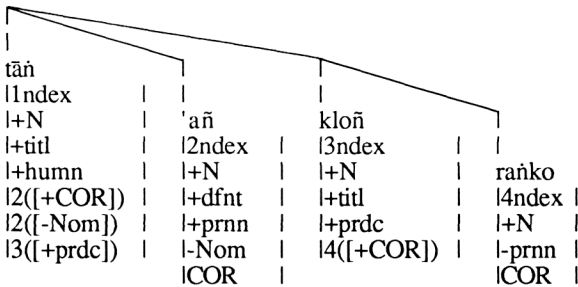 tāṅ
|1ndex |
|+N |
|+titl |
|+humn |
|2([+COR]) |
|2([-Nom]) |
|3([+prdc]) |
'añ
|2ndex |
|+N |
|+dfnt |
|+prnn |
|-Nom |
|COR |
kloñ
|3ndex |
|+N |
|+titl |
|+prdc |
|4([+COR]) |
raṅko
|4ndex |
|+N |
|-prnn |
|COR |